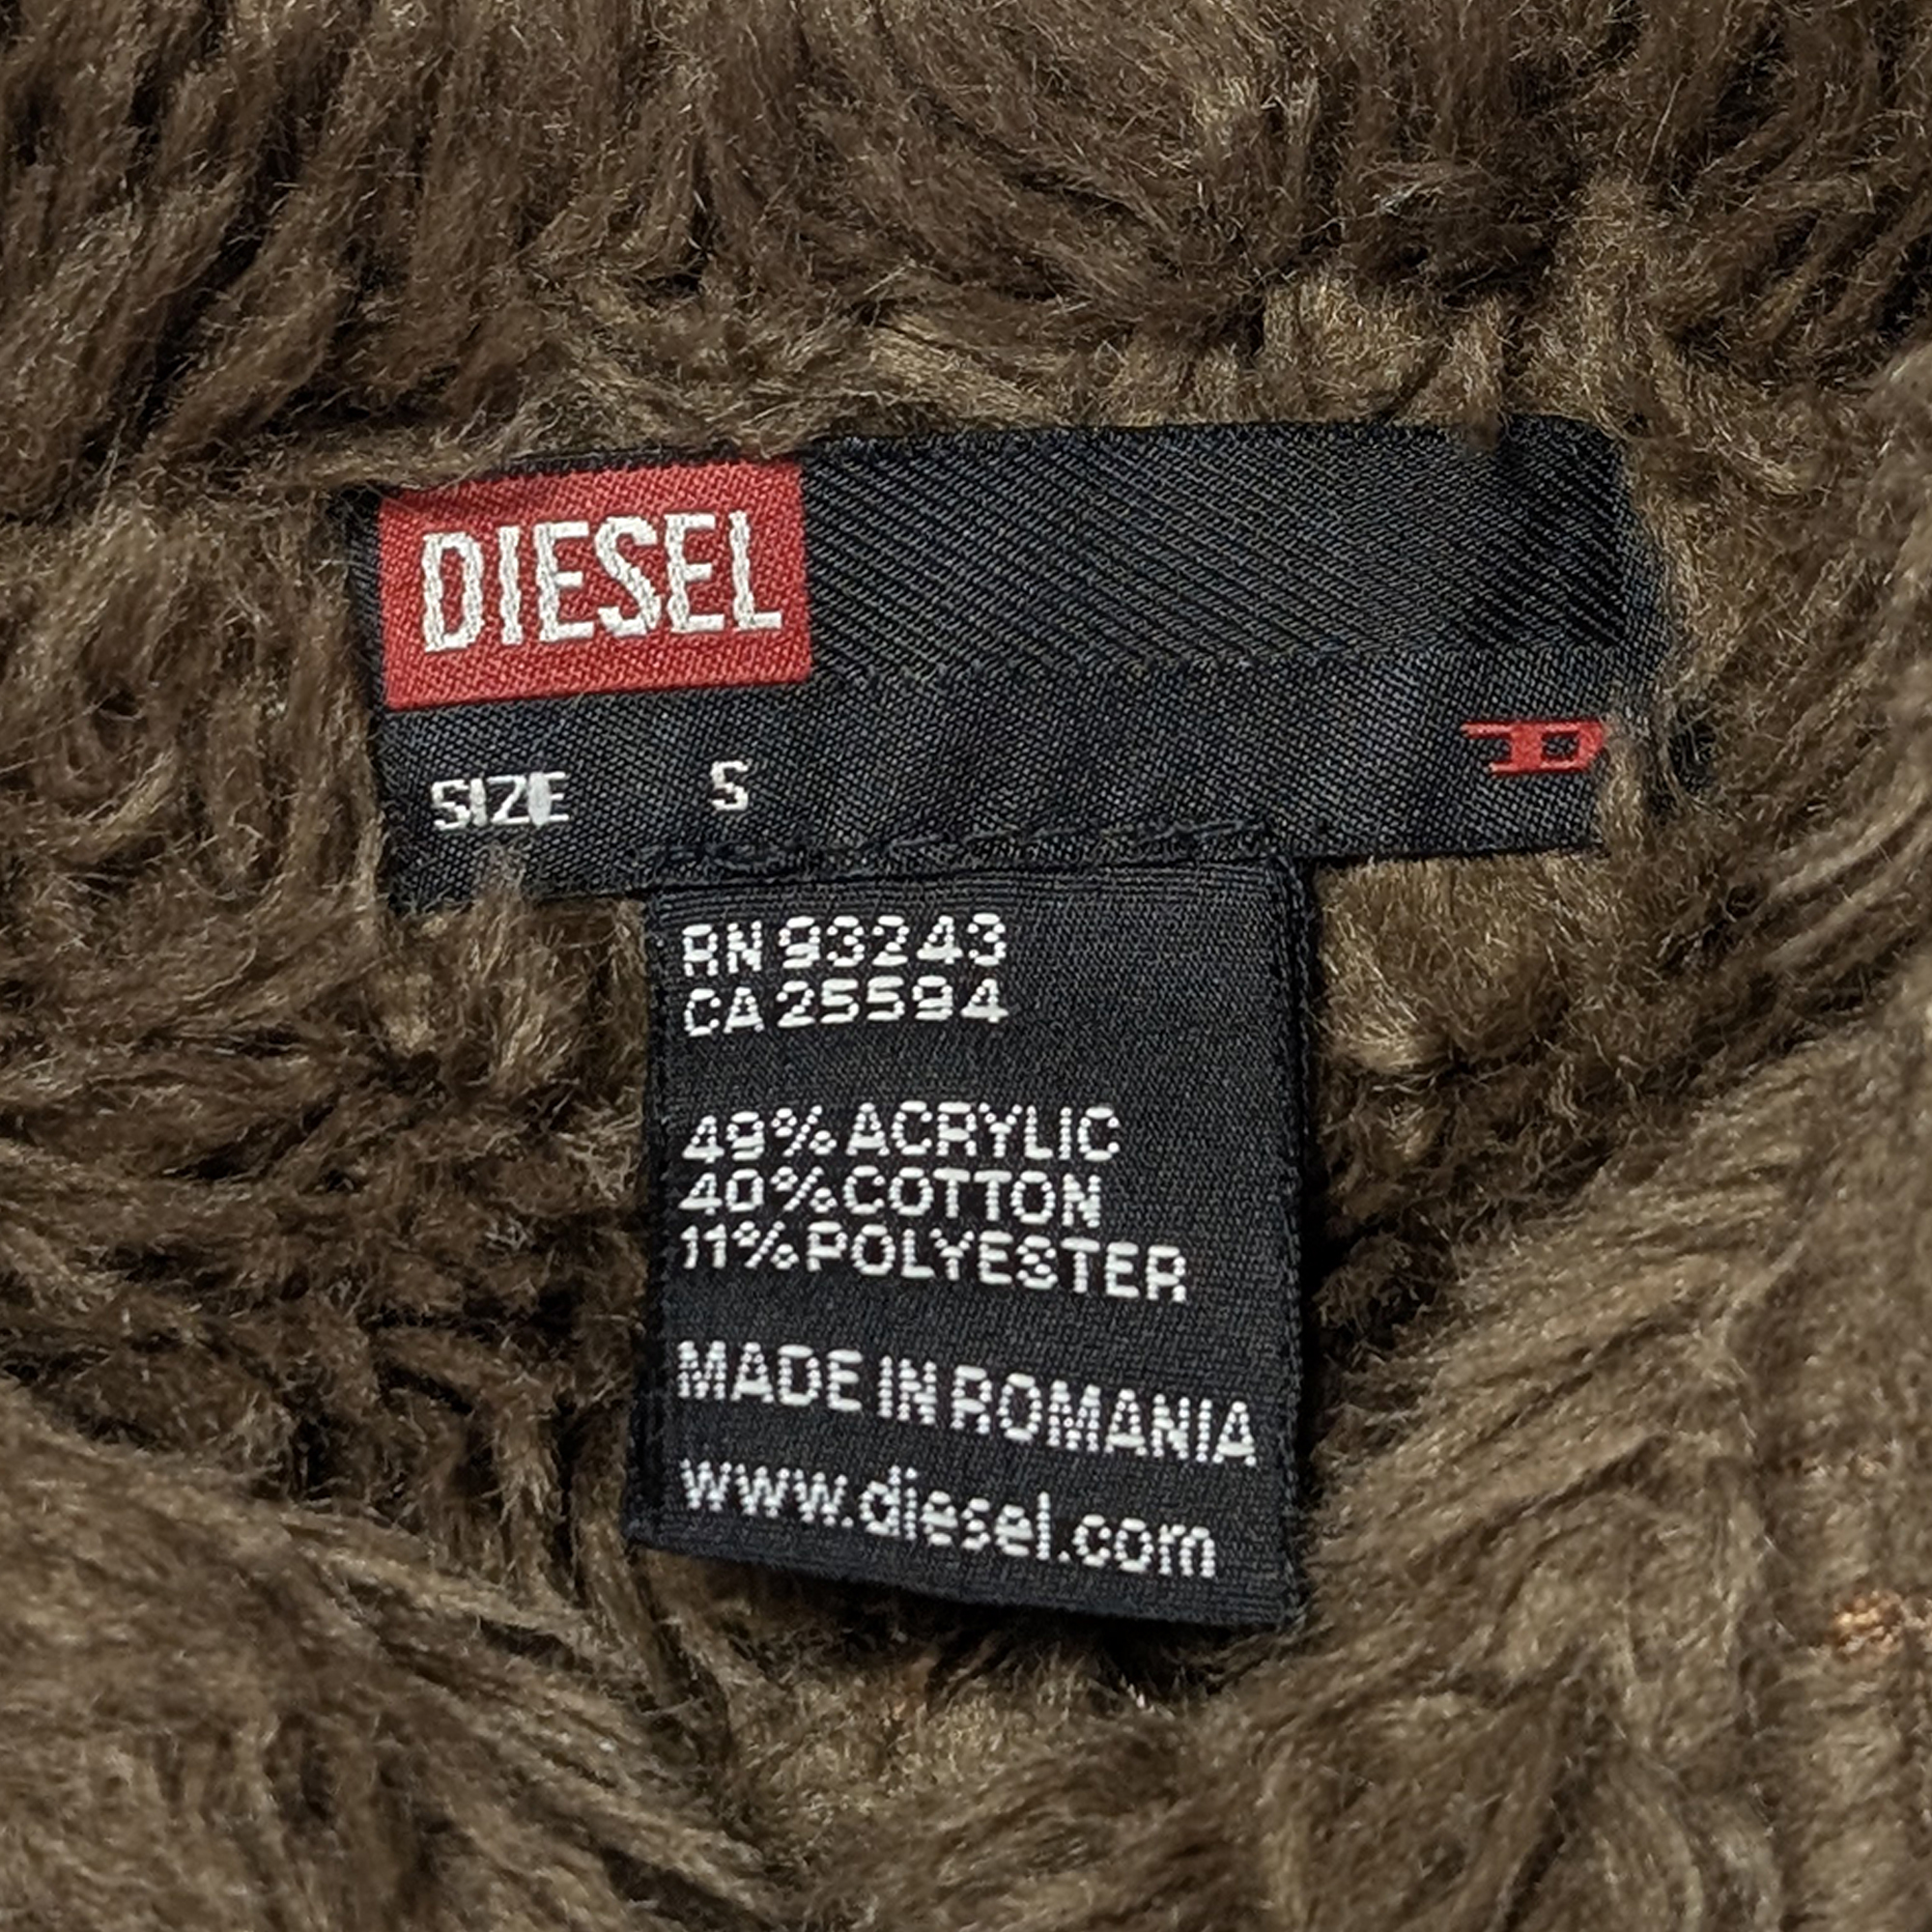 DIESEL
SIZE S
D
RN 93243
CA 25594
49% ACRYLIC
40% COTTON
11% POLYESTER
MADE IN ROMANIA
www.diesel.com